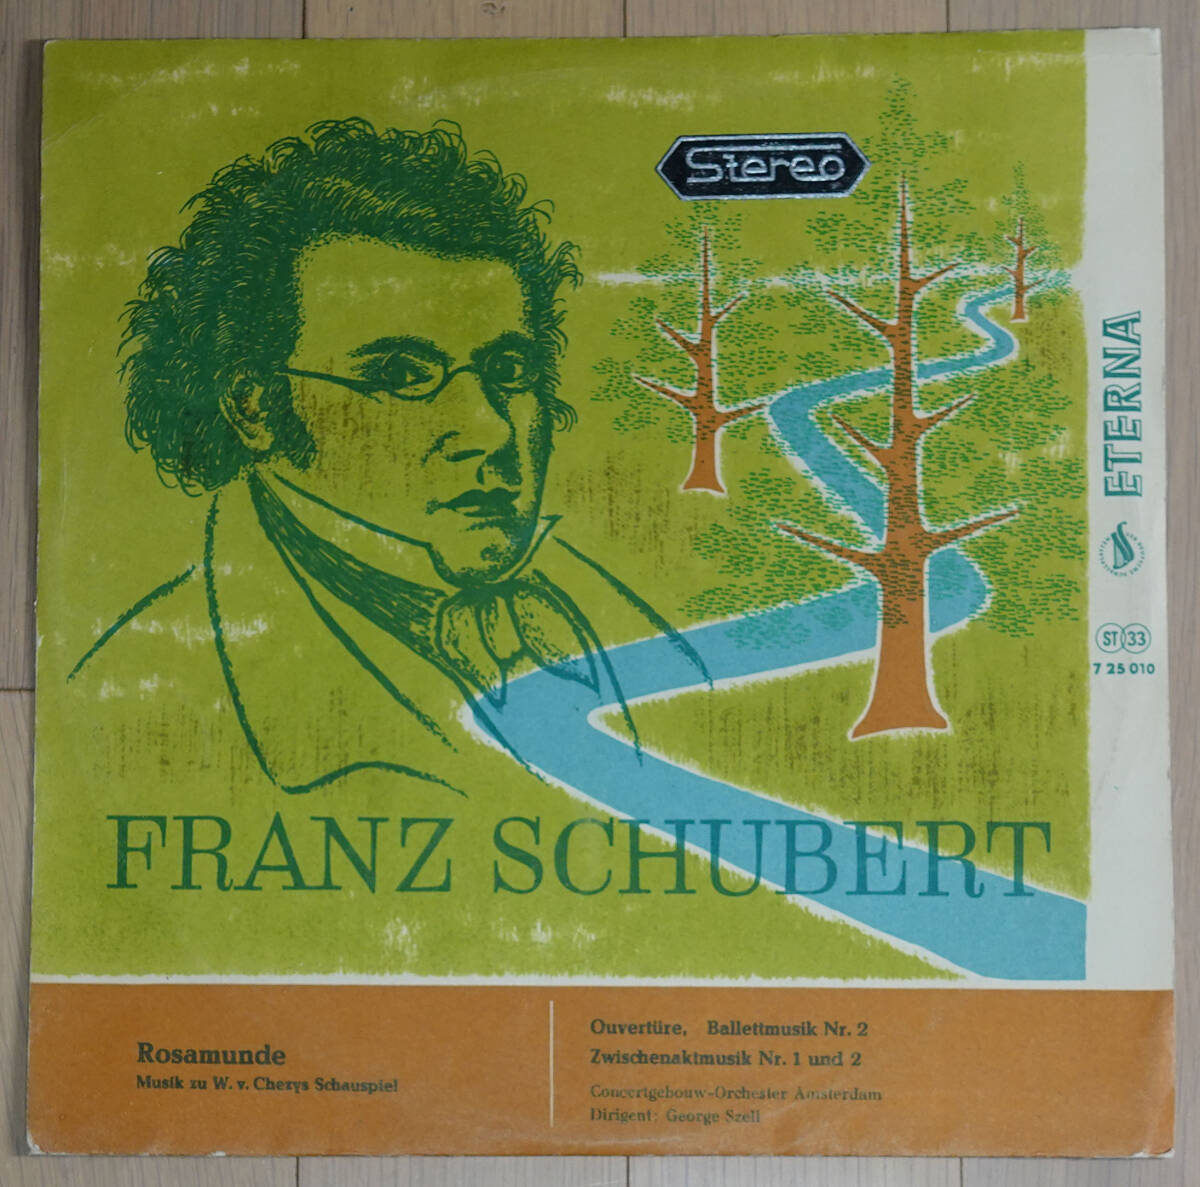 Stereo
ETERNA
ST 33
7 25 010
FRANZ SCHUBERT
Rosamunde
Musik zu W. v. Chezys Schauspiel
Ouvertüre, Ballettmusik Nr. 2
Zwischenaktmusik Nr. 1 und 2
Concertgebouw-Orchester Amsterdam
Dirigent: George Szell